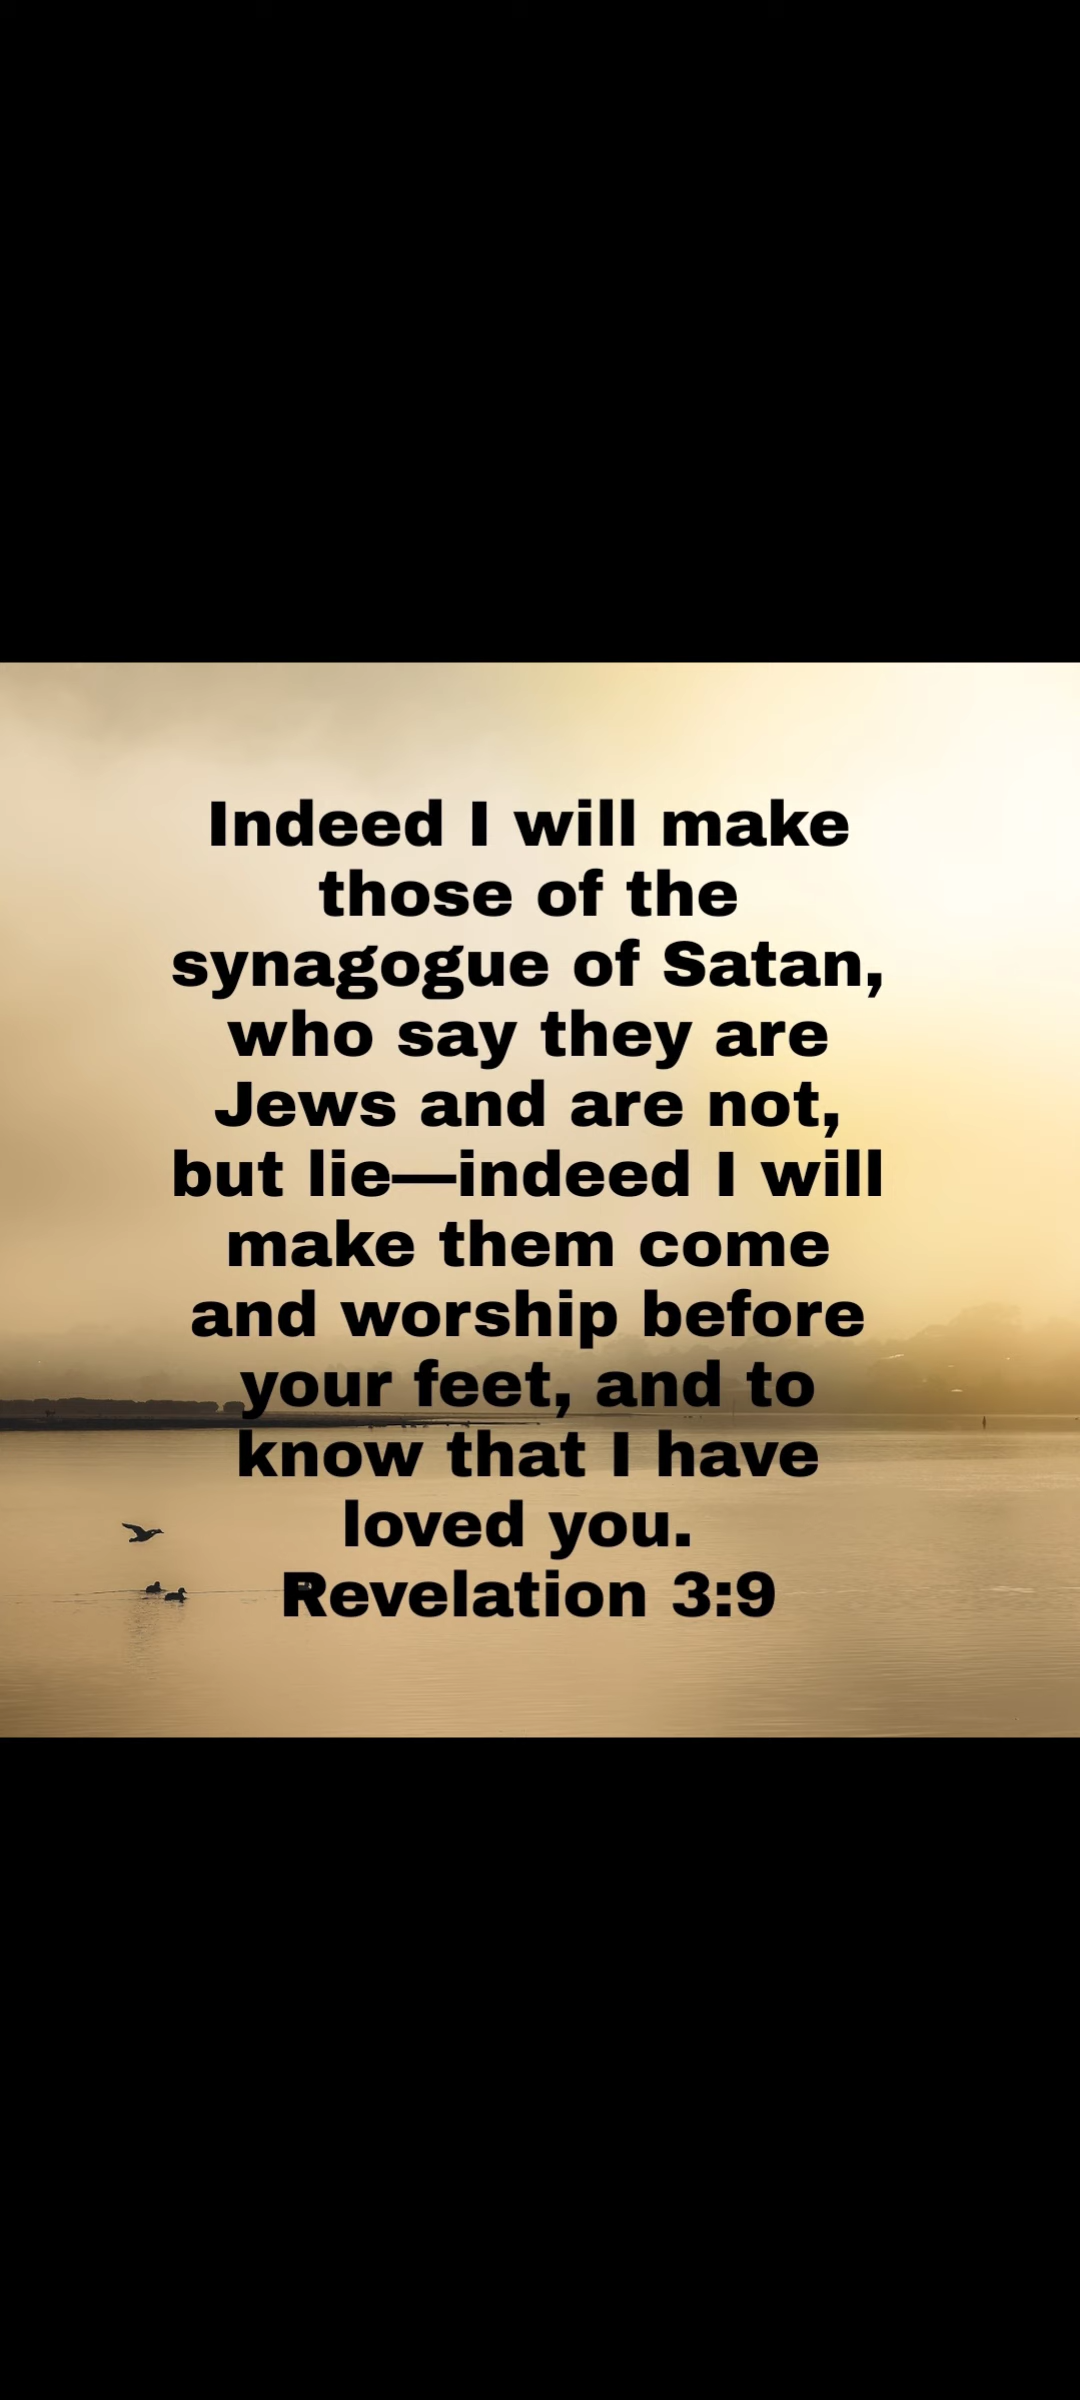 Indeed I will make
those of the
synagogue of Satan,
who say they are
Jews and are not,
but lie—indeed I will
make them come
and worship before
your feet, and to
know that I have
loved you.
Revelation 3:9